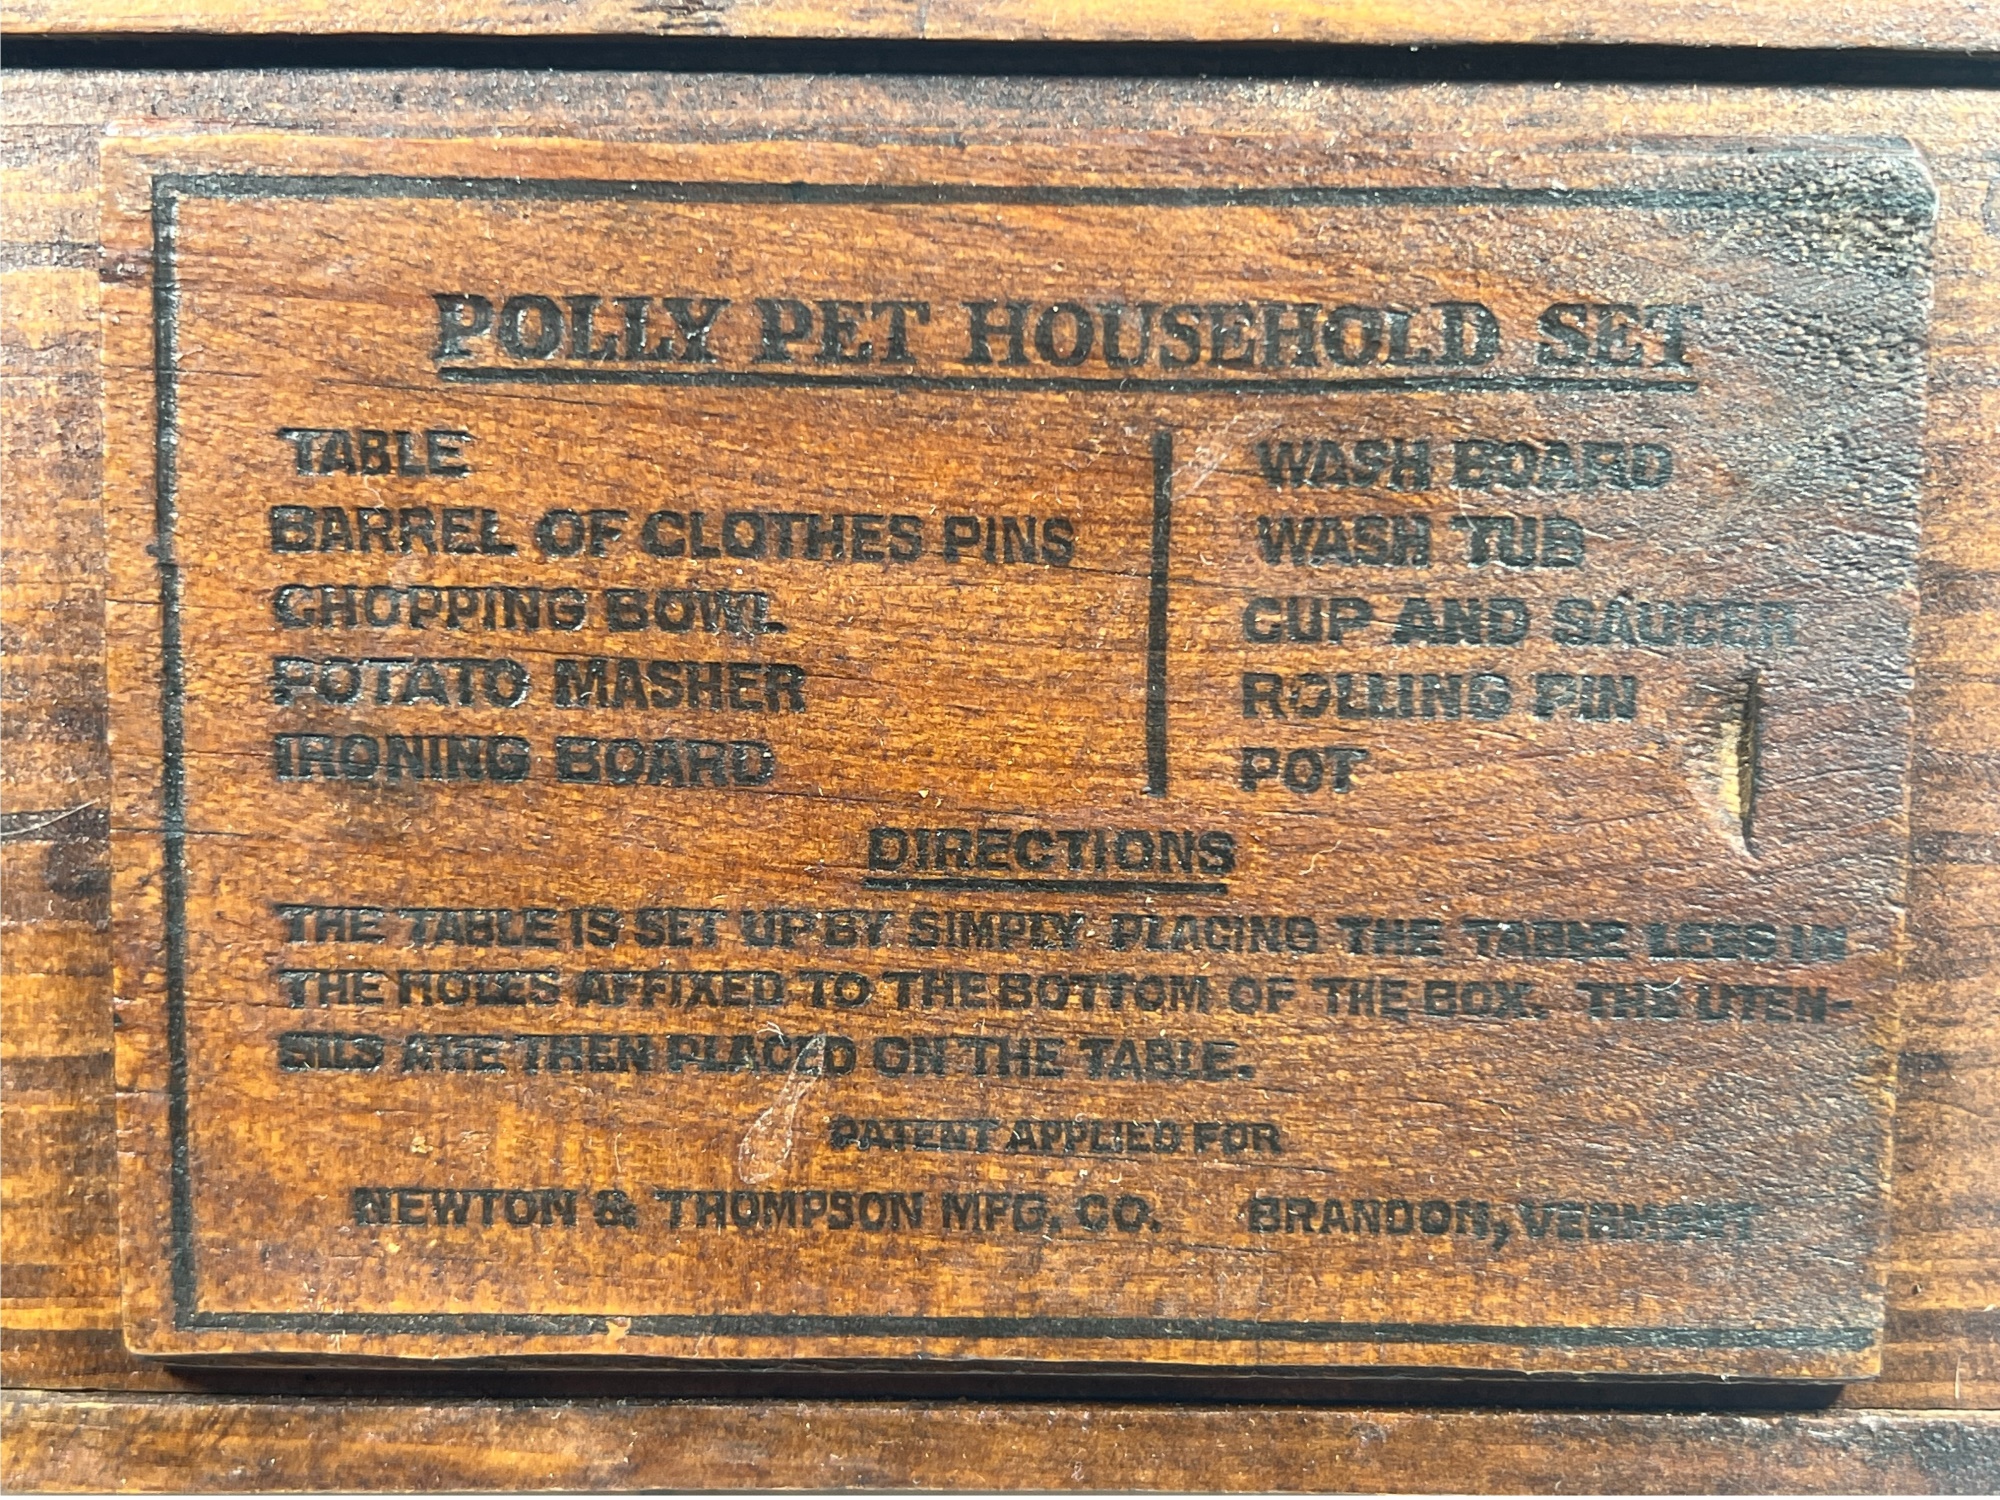 POLLY PET HOUSEHOLD SET
TABLE
BARREL OF CLOTHES PINS
CHOPPING BOWL
POTATO MASHER
IRONING BOARD
WASH BOARD
WASH TUB
CUP AND SAUCER
ROLLING PIN
POT
DIRECTIONS
THE TABLE IS SET UP BY SIMPLY PLACING THE TABLE LEGS IN
THE HOLES AFFIXED TO THE BOTTOM OF THE BOX. THE UTEN-
SILS ARE THEN PLACED ON THE TABLE.
PATENT APPLIED FOR
NEWTON & THOMPSON MFG. CO. BRANDON, VERMONT